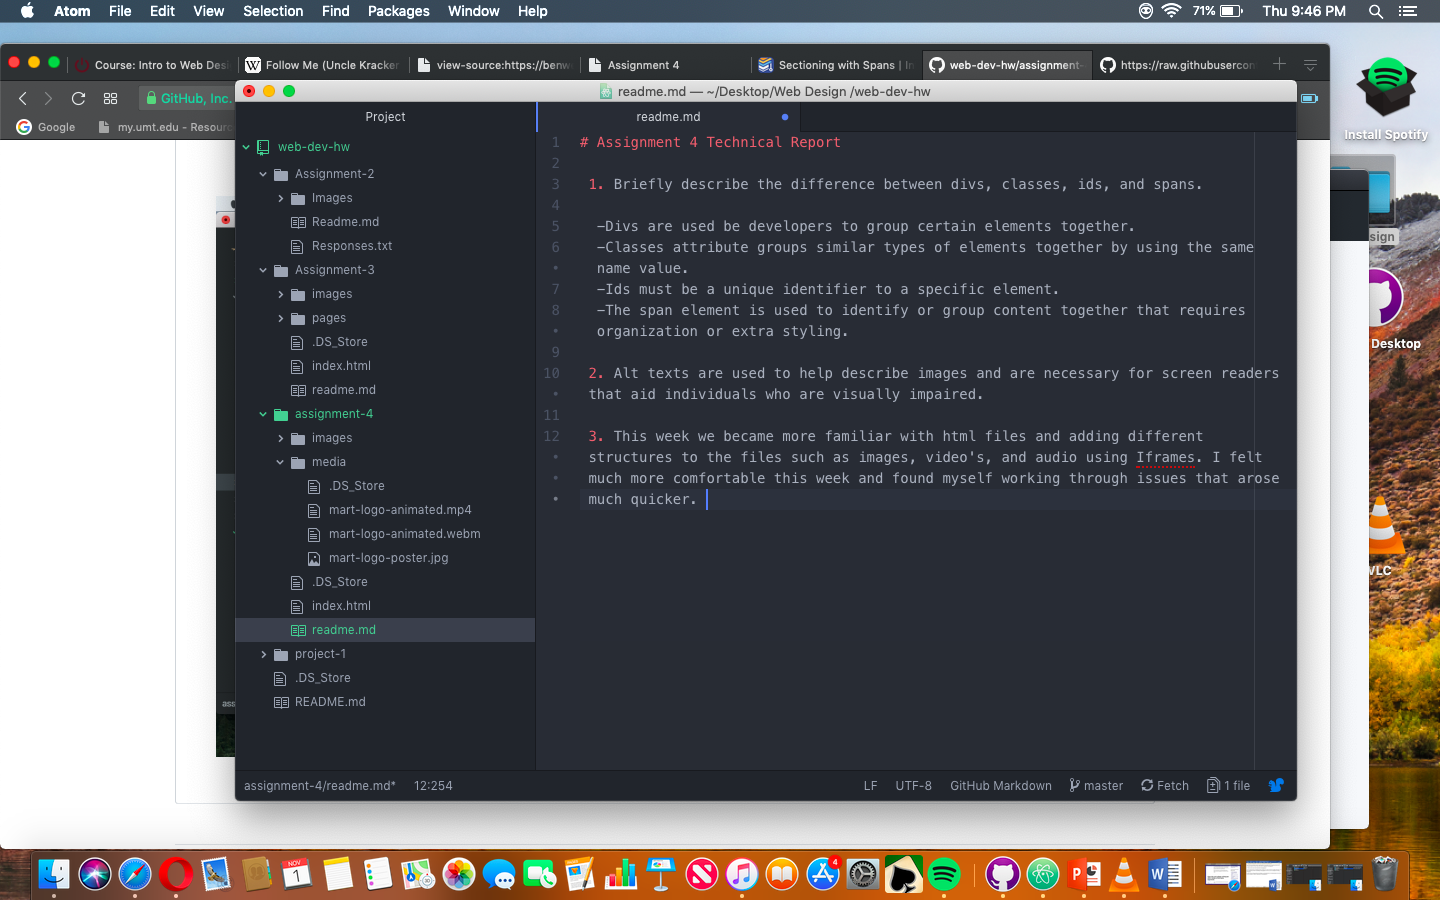 Atom File Edit View Selection Find Packages Window Help 71% Thu 9:46 PM
Course: Intro to Web Des Follow Me (Uncle Kracker view-source:https://benw Assignment 4 Sectioning with Spans | In web-dev-hw/assignment- https://raw.githubusercon
GitHub, Inc.
Google my.umt.edu - Resourc
readme.md — ~/Desktop/Web Design /web-dev-hw
Project
readme.md
web-dev-hw
Assignment-2
Images
Readme.md
Responses.txt
Assignment-3
images
pages
.DS_Store
index.html
readme.md
assignment-4
images
media
.DS_Store
mart-logo-animated.mp4
mart-logo-animated.webm
mart-logo-poster.jpg
.DS_Store
index.html
readme.md
project-1
.DS_Store
README.md
1 # Assignment 4 Technical Report
2
3 1. Briefly describe the difference between divs, classes, ids, and spans.
4
5 -Divs are used be developers to group certain elements together.
6 -Classes attribute groups similar types of elements together by using the same
• name value.
7 -Ids must be a unique identifier to a specific element.
8 -The span element is used to identify or group content together that requires
• organization or extra styling.
9
10 2. Alt texts are used to help describe images and are necessary for screen readers
• that aid individuals who are visually impaired.
11
12 3. This week we became more familiar with html files and adding different
• structures to the files such as images, video's, and audio using Iframes. I felt
• much more comfortable this week and found myself working through issues that arose
• much quicker.
assignment-4/readme.md* 12:254 LF UTF-8 GitHub Markdown master Fetch 1 file
Install Spotify
sign
Desktop
VLC
ass
NOV
1
4